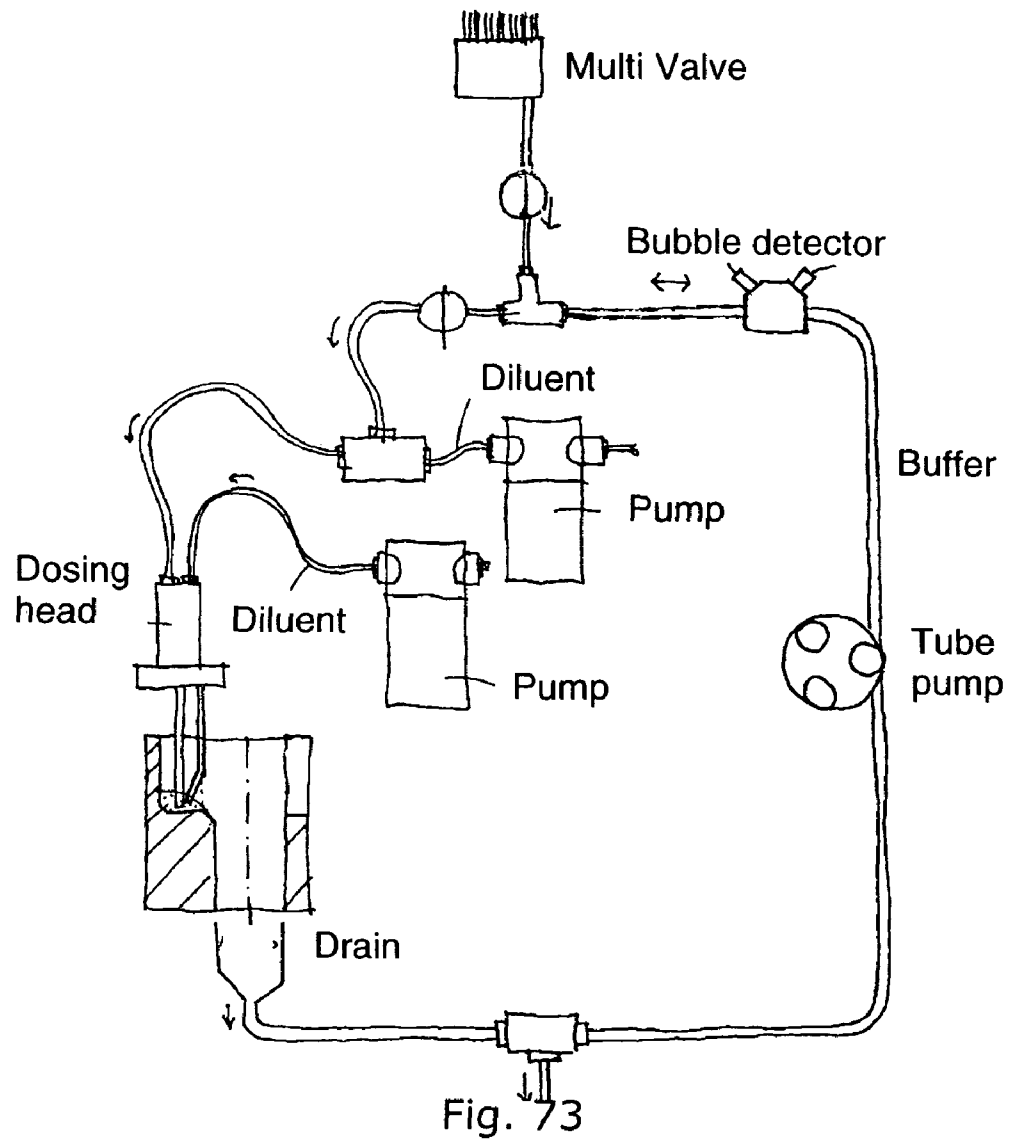 Multi Valve
Bubble detector
Diluent
Buffer
Pump
Dosing
head
Diluent
Tube
pump
Pump
Drain
Fig. 73